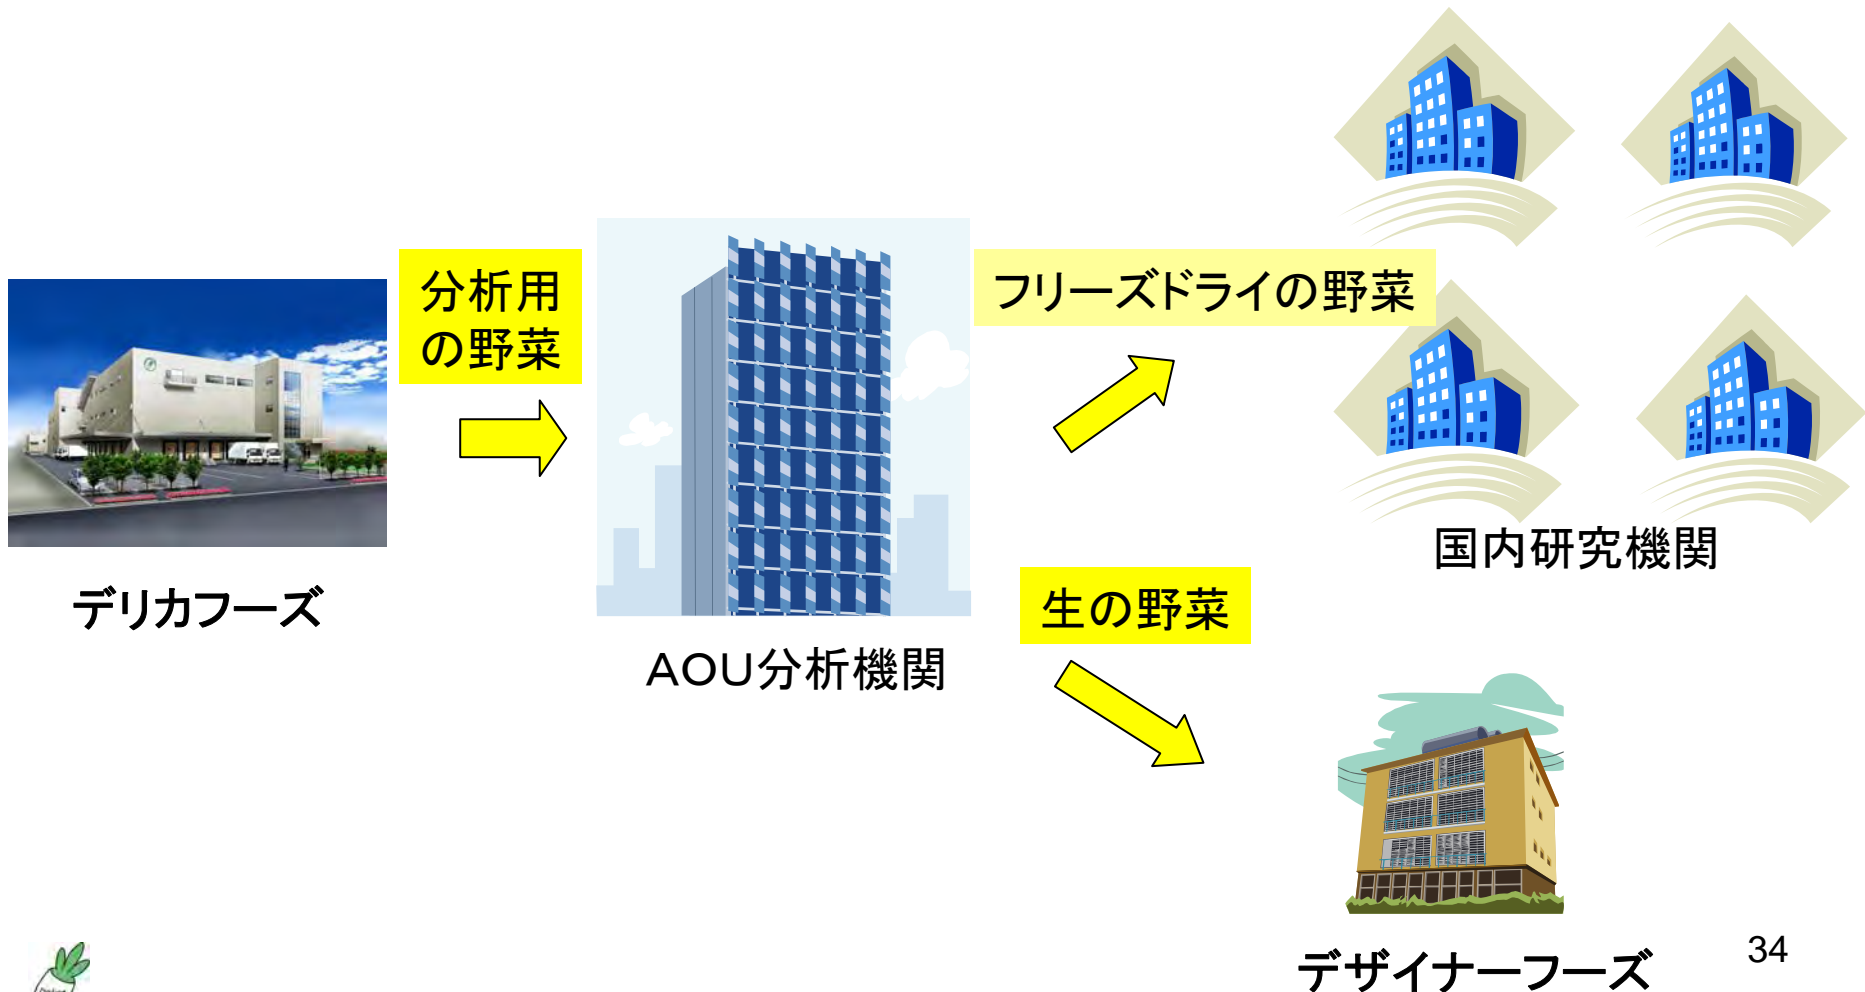 分析用
の野菜
フリーズドライの野菜
国内研究機関
デリカフーズ
生の野菜
AOU分析機関
デザイナーフーズ
34